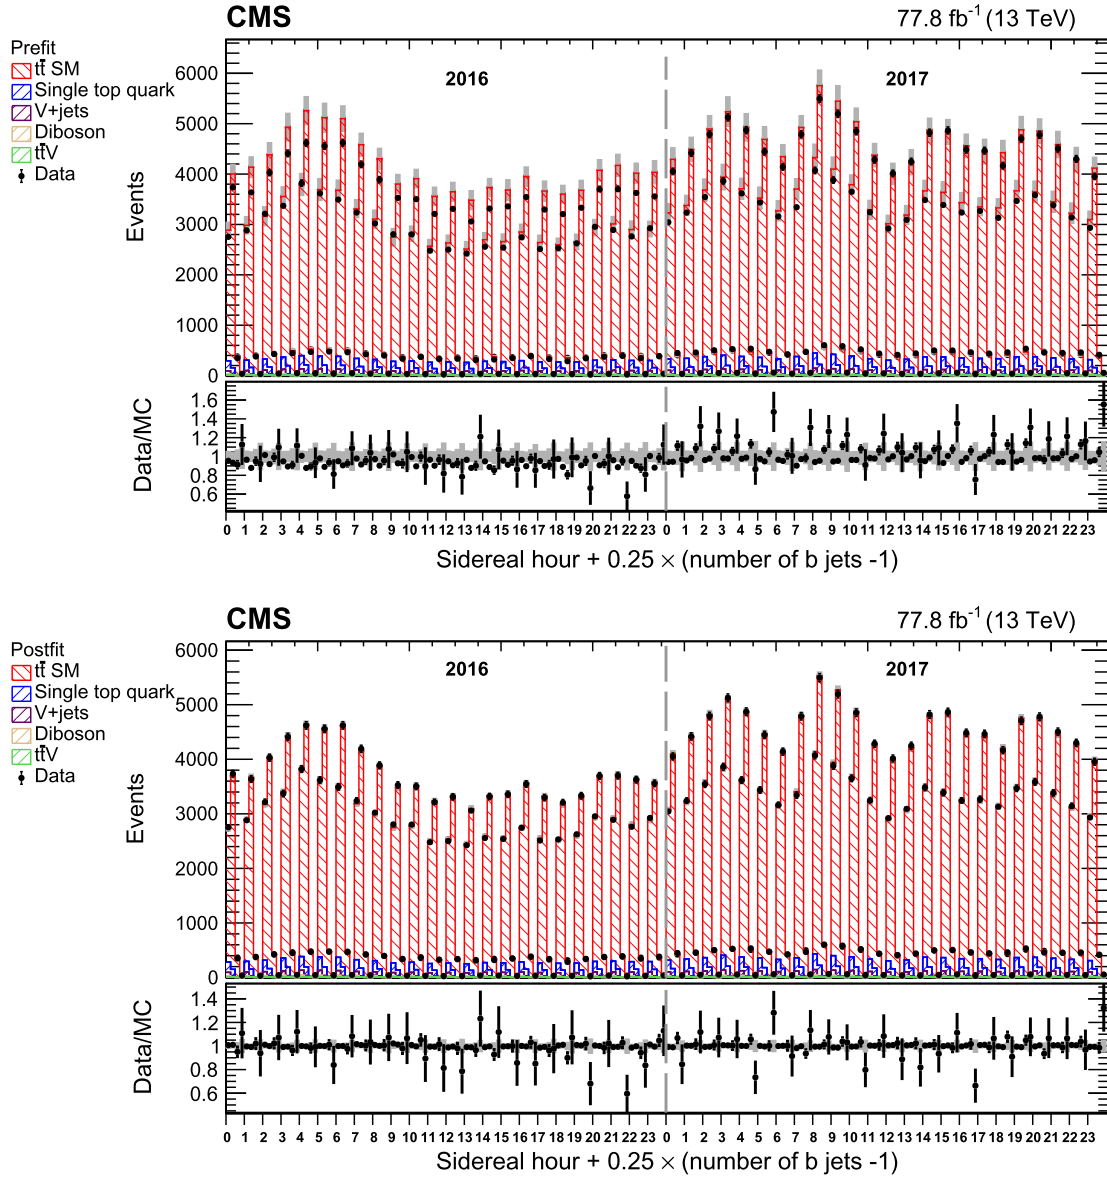 CMS 77.8 fb⁻¹ (13 TeV)
Prefit
tt̄ SM
Single top quark
V+jets
Diboson
tt̄V
Data
2016 2017
Events
6000
5000
4000
3000
2000
1000
0
Data/MC
1.6
1.4
1.2
1
0.8
0.6
0 1 2 3 4 5 6 7 8 9 10 11 12 13 14 15 16 17 18 19 20 21 22 23 0 1 2 3 4 5 6 7 8 9 10 11 12 13 14 15 16 17 18 19 20 21 22 23
Sidereal hour + 0.25 × (number of b jets -1)
CMS 77.8 fb⁻¹ (13 TeV)
Postfit
tt̄ SM
Single top quark
V+jets
Diboson
tt̄V
Data
2016 2017
Events
6000
5000
4000
3000
2000
1000
0
Data/MC
1.4
1.2
1
0.8
0.6
0 1 2 3 4 5 6 7 8 9 10 11 12 13 14 15 16 17 18 19 20 21 22 23 0 1 2 3 4 5 6 7 8 9 10 11 12 13 14 15 16 17 18 19 20 21 22 23
Sidereal hour + 0.25 × (number of b jets -1)